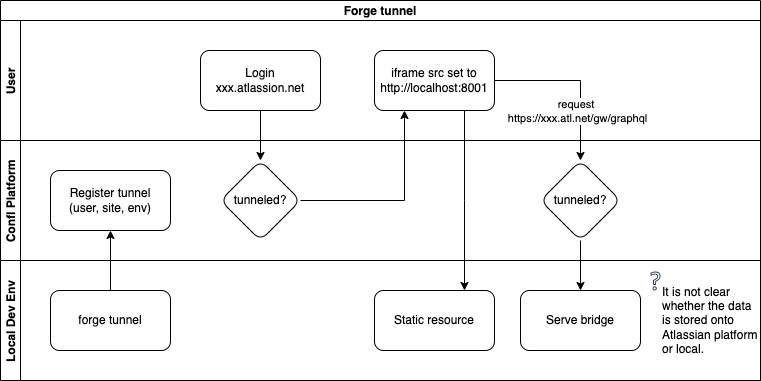 Forge tunnel
User
Login
xxx.atlassion.net
iframe src set to
http://localhost:8001
request
https://xxx.atl.net/gw/graphql
Confl Platform
Register tunnel
(user, site, env)
tunneled?
tunneled?
Local Dev Env
forge tunnel
Static resource
Serve bridge
?
It is not clear
whether the data
is stored onto
Atlassian platform
or local.